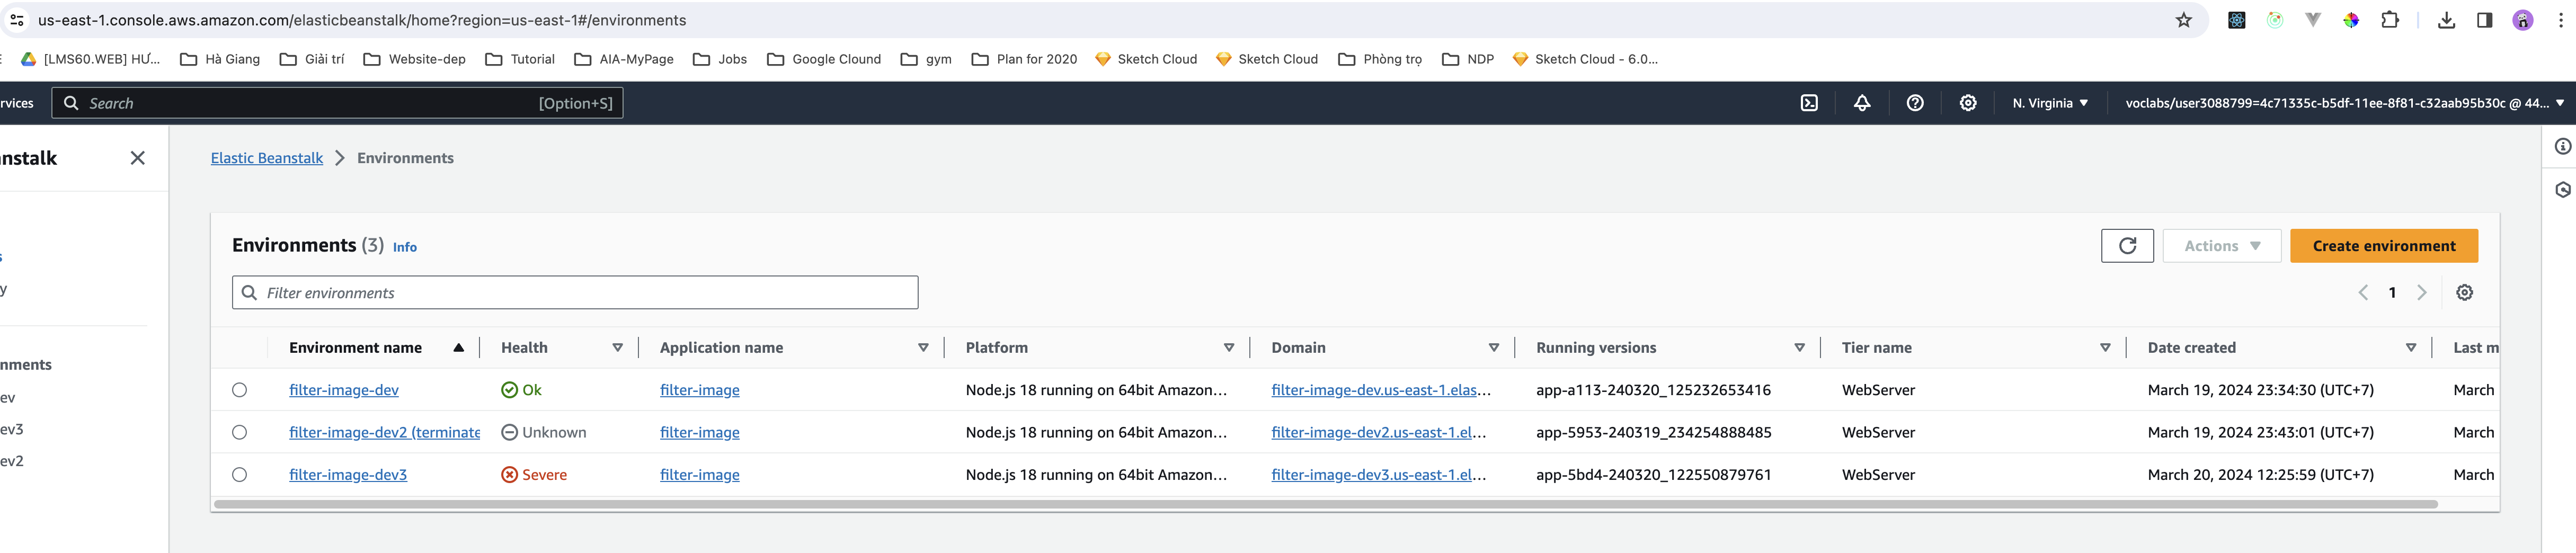 us-east-1.console.aws.amazon.com/elasticbeanstalk/home?region=us-east-1#/environments
[LMS60.WEB] HƯ... Hà Giang Giải trí Website-dep Tutorial AIA-MyPage Jobs Google Clound gym Plan for 2020 Sketch Cloud Sketch Cloud Phòng trọ NDP Sketch Cloud - 6.0...
rvices Search [Option+S] N. Virginia voclabs/user3088799=4c71335c-b5df-11ee-8f81-c32aab95b30c @ 44...
anstalk Elastic Beanstalk Environments
Environments (3) Info Actions Create environment
s
y Filter environments 1
Environment name Health Application name Platform Domain Running versions Tier name Date created Last m
nments
filter-image-dev Ok filter-image Node.js 18 running on 64bit Amazon... filter-image-dev.us-east-1.elas... app-a113-240320_125232653416 WebServer March 19, 2024 23:34:30 (UTC+7) March
ev
filter-image-dev2 (terminate Unknown filter-image Node.js 18 running on 64bit Amazon... filter-image-dev2.us-east-1.el... app-5953-240319_234254888485 WebServer March 19, 2024 23:43:01 (UTC+7) March
ev3
ev2
filter-image-dev3 Severe filter-image Node.js 18 running on 64bit Amazon... filter-image-dev3.us-east-1.el... app-5bd4-240320_122550879761 WebServer March 20, 2024 12:25:59 (UTC+7) March